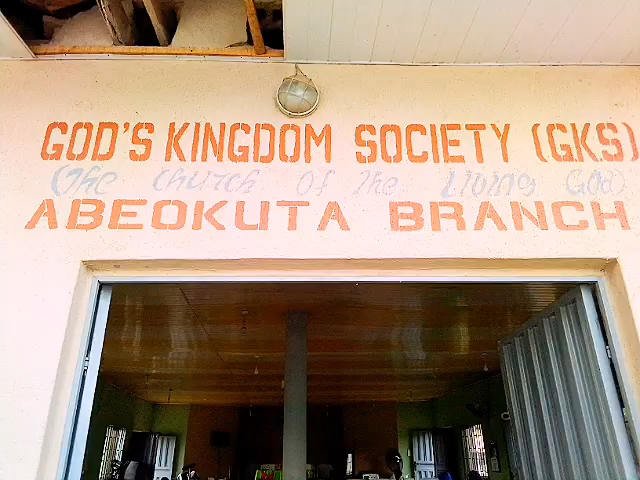 GOD'S KINGDOM SOCIETY (GKS)
(The church Of The Living God)
ABEOKUTA BRANCH